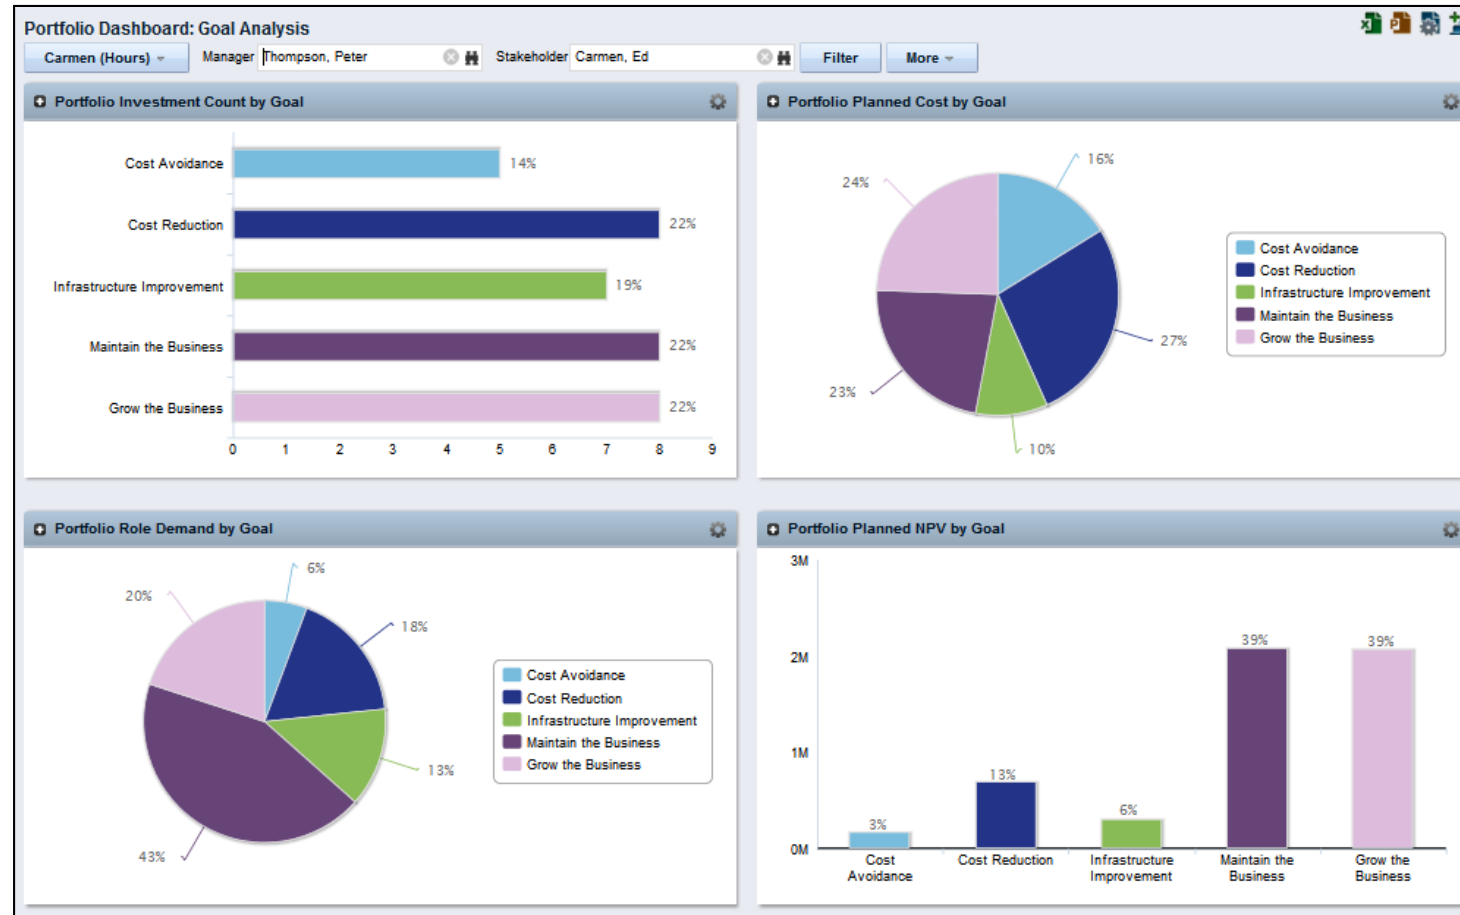 Portfolio Dashboard: Goal Analysis
Carmen (Hours) Manager Thompson, Peter Stakeholder Carmen, Ed Filter More
Portfolio Investment Count by Goal
Cost Avoidance 14%
Cost Reduction 22%
Infrastructure Improvement 19%
Maintain the Business 22%
Grow the Business 22%
0 1 2 3 4 5 6 7 8 9
Portfolio Planned Cost by Goal
16%
24%
27%
23%
10%
Cost Avoidance
Cost Reduction
Infrastructure Improvement
Maintain the Business
Grow the Business
Portfolio Role Demand by Goal
6%
20%
18%
13%
43%
Cost Avoidance
Cost Reduction
Infrastructure Improvement
Maintain the Business
Grow the Business
Portfolio Planned NPV by Goal
3M
2M
1M
0M
3% 13% 6% 39% 39%
Cost Avoidance
Cost Reduction
Infrastructure Improvement
Maintain the Business
Grow the Business